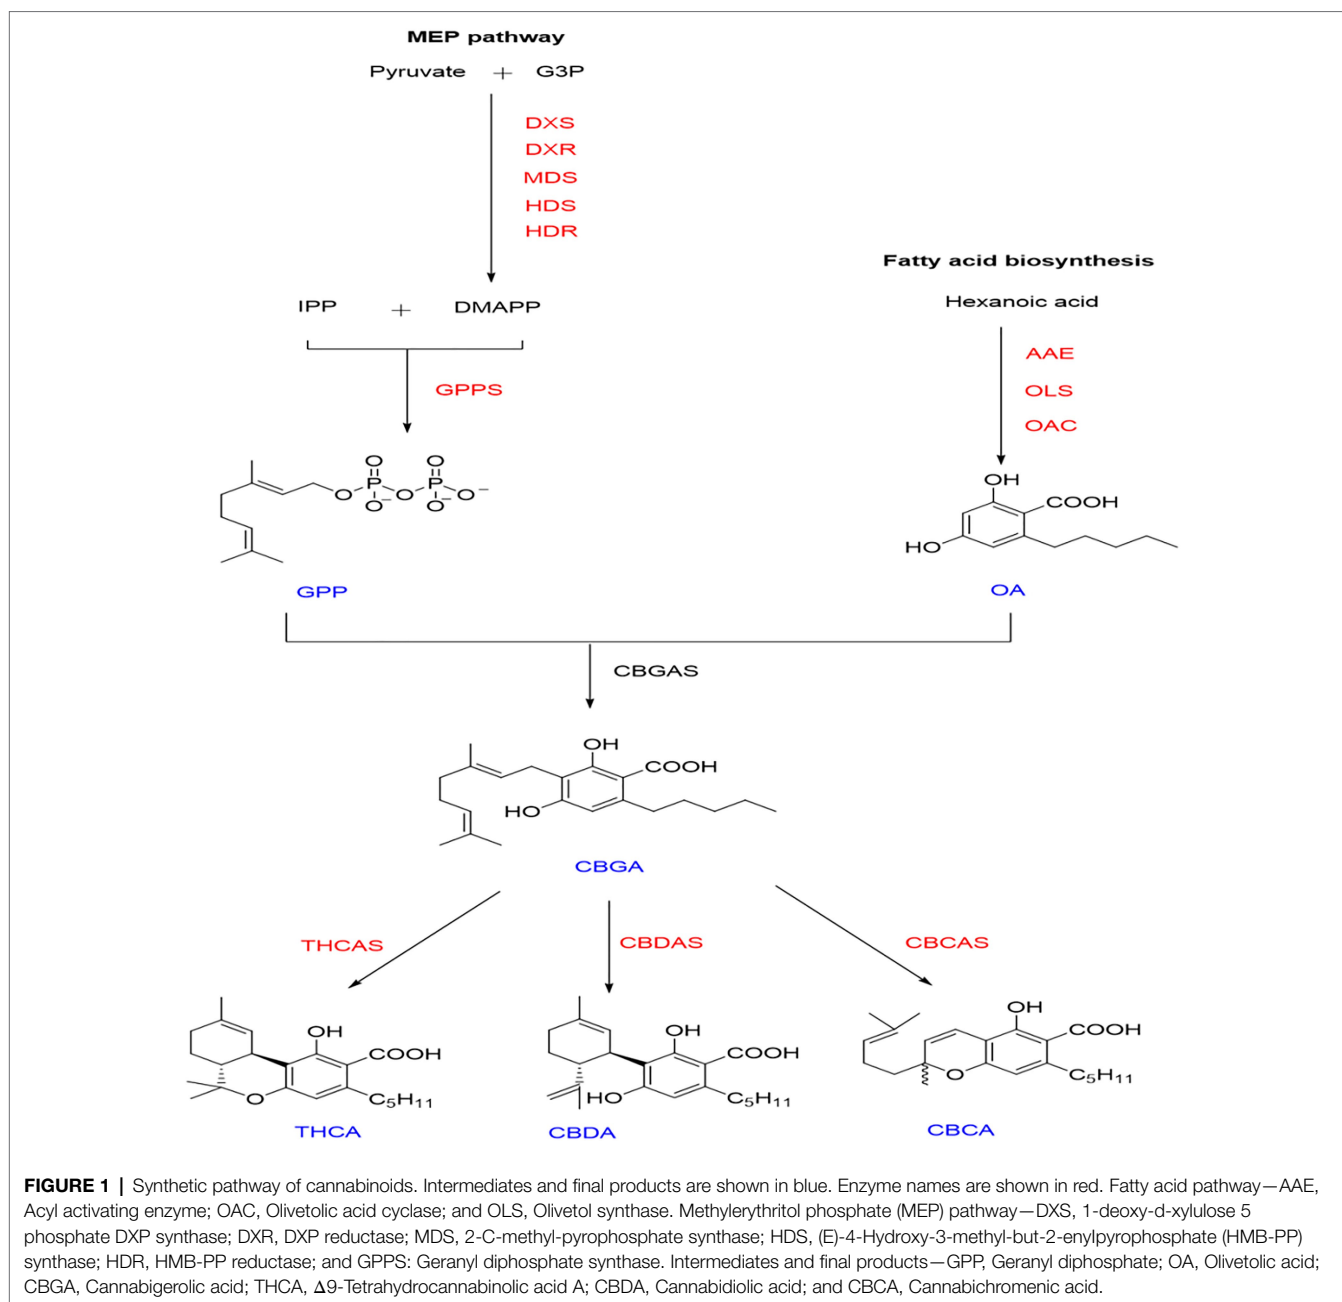 MEP pathway
Pyruvate + G3P
DXS
DXR
MDS
HDS
HDR
IPP + DMAPP
GPPS
O O
P P
O O O⁻
O⁻ O⁻
GPP
Fatty acid biosynthesis
Hexanoic acid
AAE
OLS
OAC
OH
COOH
HO
OA
CBGAS
OH
COOH
HO
CBGA
THCAS
CBDAS
CBCAS
OH
COOH
O
C5H11
THCA
OH
COOH
HO
C5H11
CBDA
OH
COOH
O
C5H11
CBCA
FIGURE 1 | Synthetic pathway of cannabinoids. Intermediates and final products are shown in blue. Enzyme names are shown in red. Fatty acid pathway—AAE,
Acyl activating enzyme; OAC, Olivetolic acid cyclase; and OLS, Olivetol synthase. Methylerythritol phosphate (MEP) pathway—DXS, 1-deoxy-d-xylulose 5
phosphate DXP synthase; DXR, DXP reductase; MDS, 2-C-methyl-pyrophosphate synthase; HDS, (E)-4-Hydroxy-3-methyl-but-2-enylpyrophosphate (HMB-PP)
synthase; HDR, HMB-PP reductase; and GPPS: Geranyl diphosphate synthase. Intermediates and final products—GPP, Geranyl diphosphate; OA, Olivetolic acid;
CBGA, Cannabigerolic acid; THCA, Δ9-Tetrahydrocannabinolic acid A; CBDA, Cannabidiolic acid; and CBCA, Cannabichromenic acid.